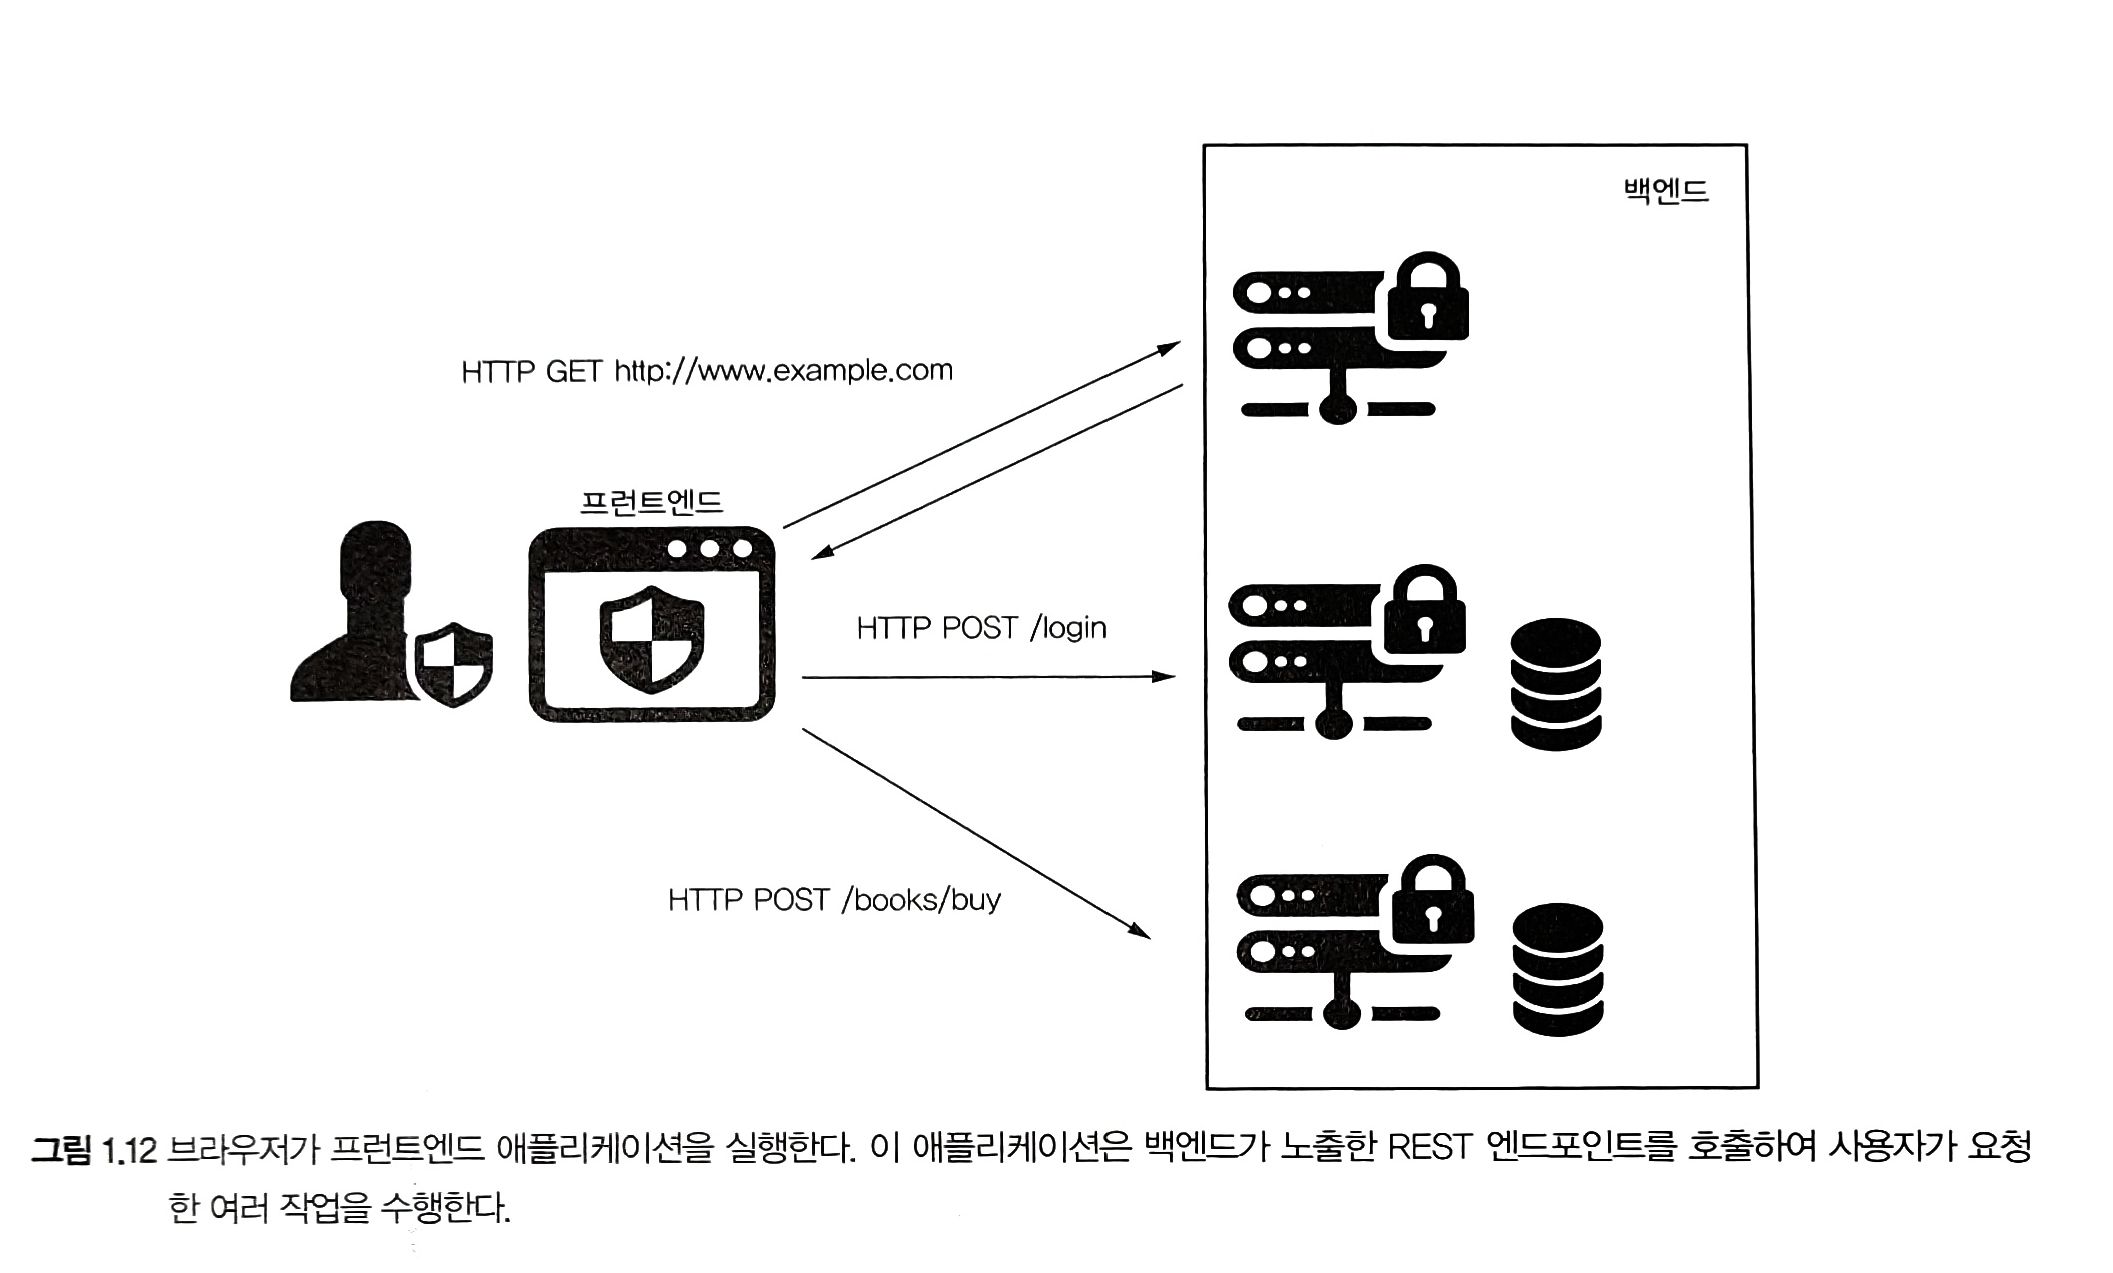 백엔드
HTTP GET http://www.example.com
프런트엔드
HTTP POST /login
HTTP POST /books/buy
그림 1.12 브라우저가 프런트엔드 애플리케이션을 실행한다. 이 애플리케이션은 백엔드가 노출한 REST 엔드포인트를 호출하여 사용자가 요청
한 여러 작업을 수행한다.